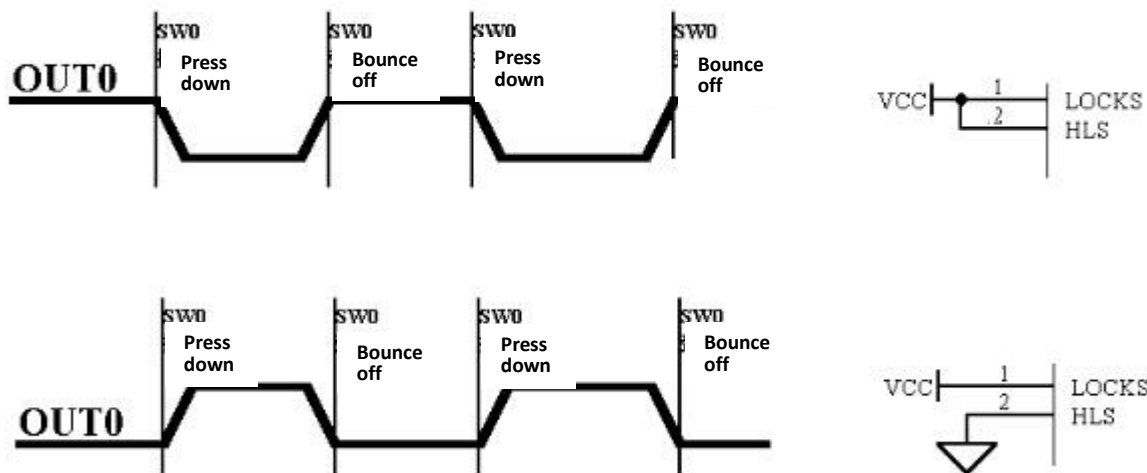 SW0 SW0 SW0 SW0
Press down Bounce off Press down Bounce off
OUT0
VCC 1 LOCKS
2 HLS
SW0 SW0 SW0 SW0
Press down Bounce off Press down Bounce off
OUT0
VCC 1 LOCKS
2 HLS